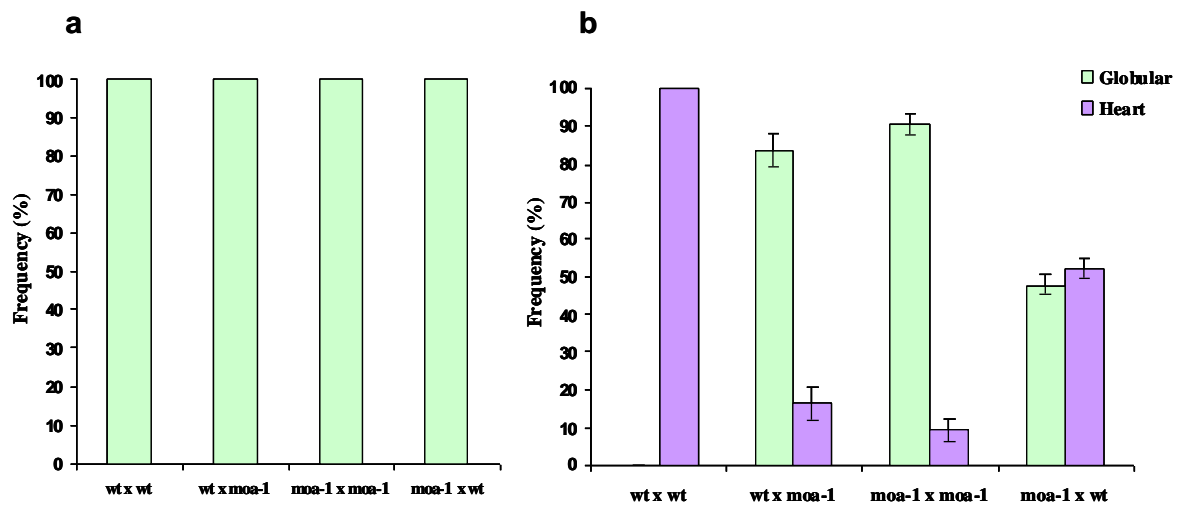 a
Frequency (%)
100
90
80
70
60
50
40
30
20
10
0
wt x wt
wt x moa-1
moa-1 x moa-1
moa-1 x wt
b
Frequency (%)
100
90
80
70
60
50
40
30
20
10
0
wt x wt
wt x moa-1
moa-1 x moa-1
moa-1 x wt
Globular
Heart